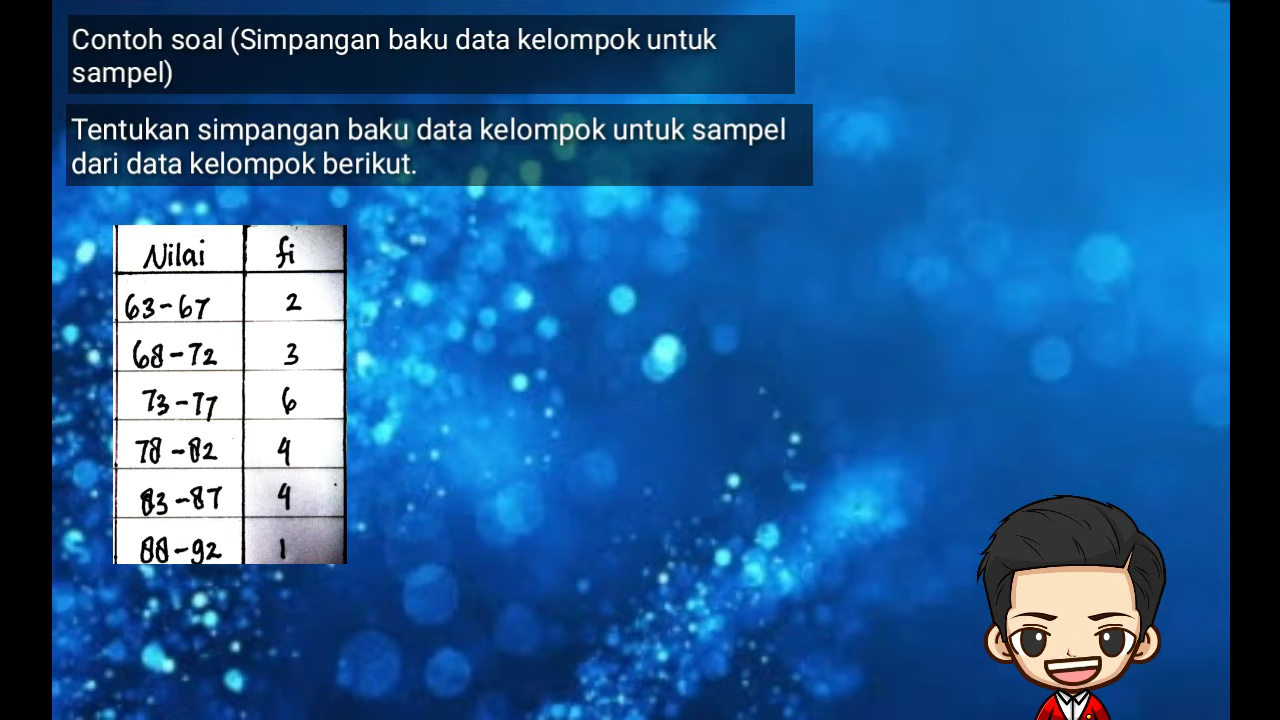 Contoh soal (Simpangan baku data kelompok untuk
sampel)
Tentukan simpangan baku data kelompok untuk sampel
dari data kelompok berikut.
Nilai fi
63-67 2
68-72 3
73-77 6
78-82 4
83-87 4
88-92 1